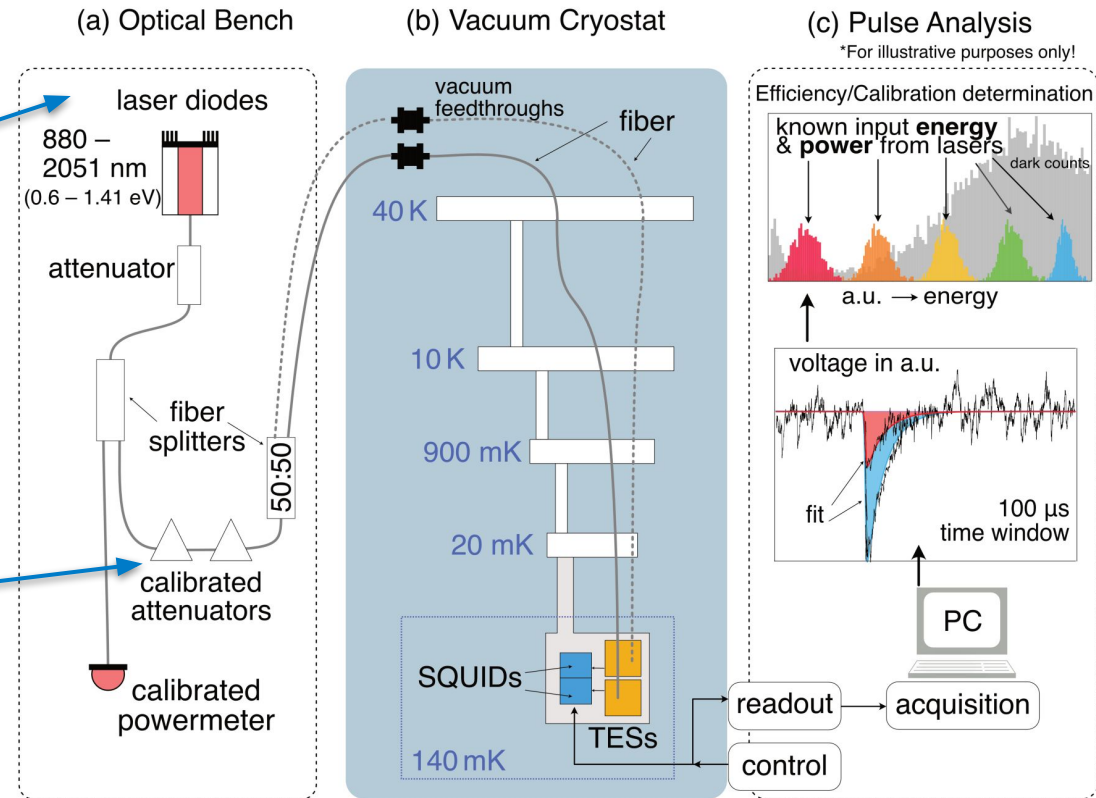 (a) Optical Bench
laser diodes
880 –
2051 nm
(0.6 – 1.41 eV)
attenuator
fiber
splitters
50:50
calibrated
attenuators
calibrated
powermeter
(b) Vacuum Cryostat
vacuum
feedthroughs
fiber
40 K
10 K
900 mK
20 mK
SQUIDs
TESs
140 mK
(c) Pulse Analysis
*For illustrative purposes only!
Efficiency/Calibration determination
known input energy
& power from lasers
dark counts
a.u. → energy
voltage in a.u.
fit
100 µs
time window
PC
readout
acquisition
control